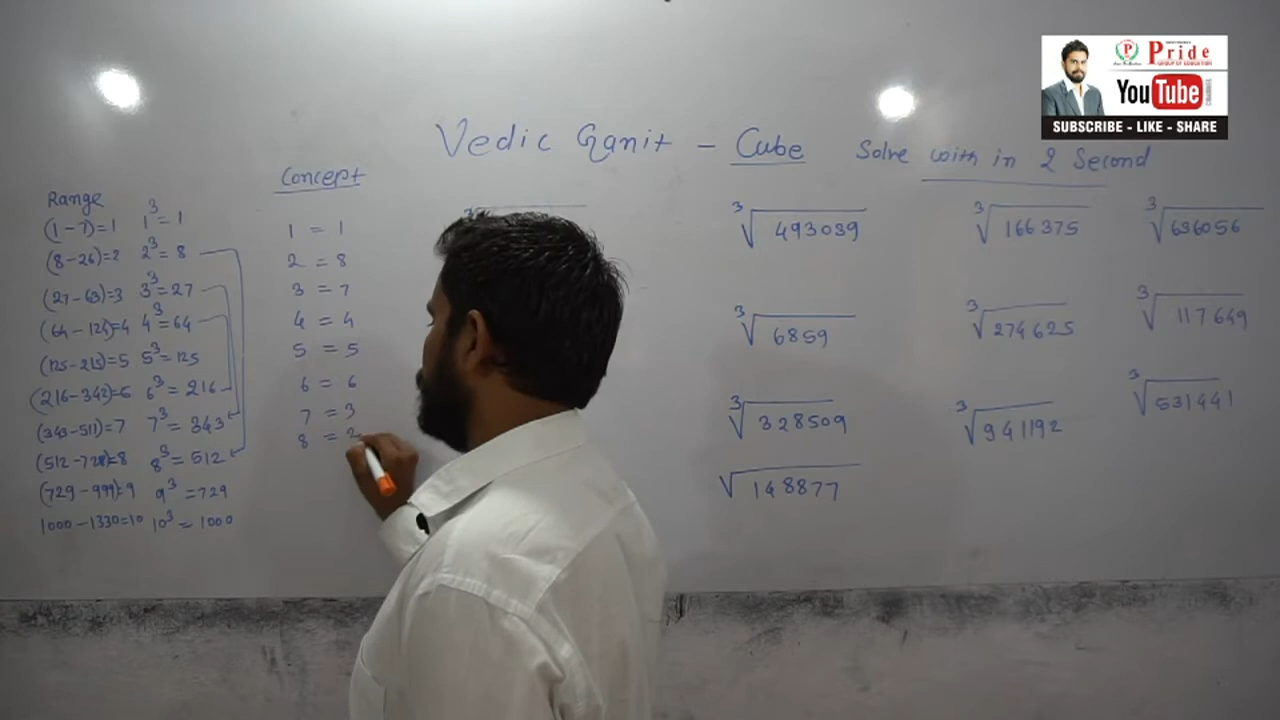 Pride
GROUP OF EDUCATION
YouTube
CHANNEL
SUBSCRIBE - LIKE - SHARE
Vedic Ganit - Cube Solve with in 2 Second
Range
(1-7)=1 1³=1
(8-26)=2 2³=8
(27-63)=3 3³=27
(64-124)=4 4³=64
(125-215)=5 5³=125
(216-342)=6 6³=216
(343-511)=7 7³=343
(512-728)=8 8³=512
(729-999)=9 9³=729
1000-1330=10 10³=1000
Concept
1 = 1
2 = 8
3 = 7
4 = 4
5 = 5
6 = 6
7 = 3
8 = 2
³√493039
³√6859
³√328509
√148877
³√166375
³√274625
³√941192
³√636056
³√117649
³√531441